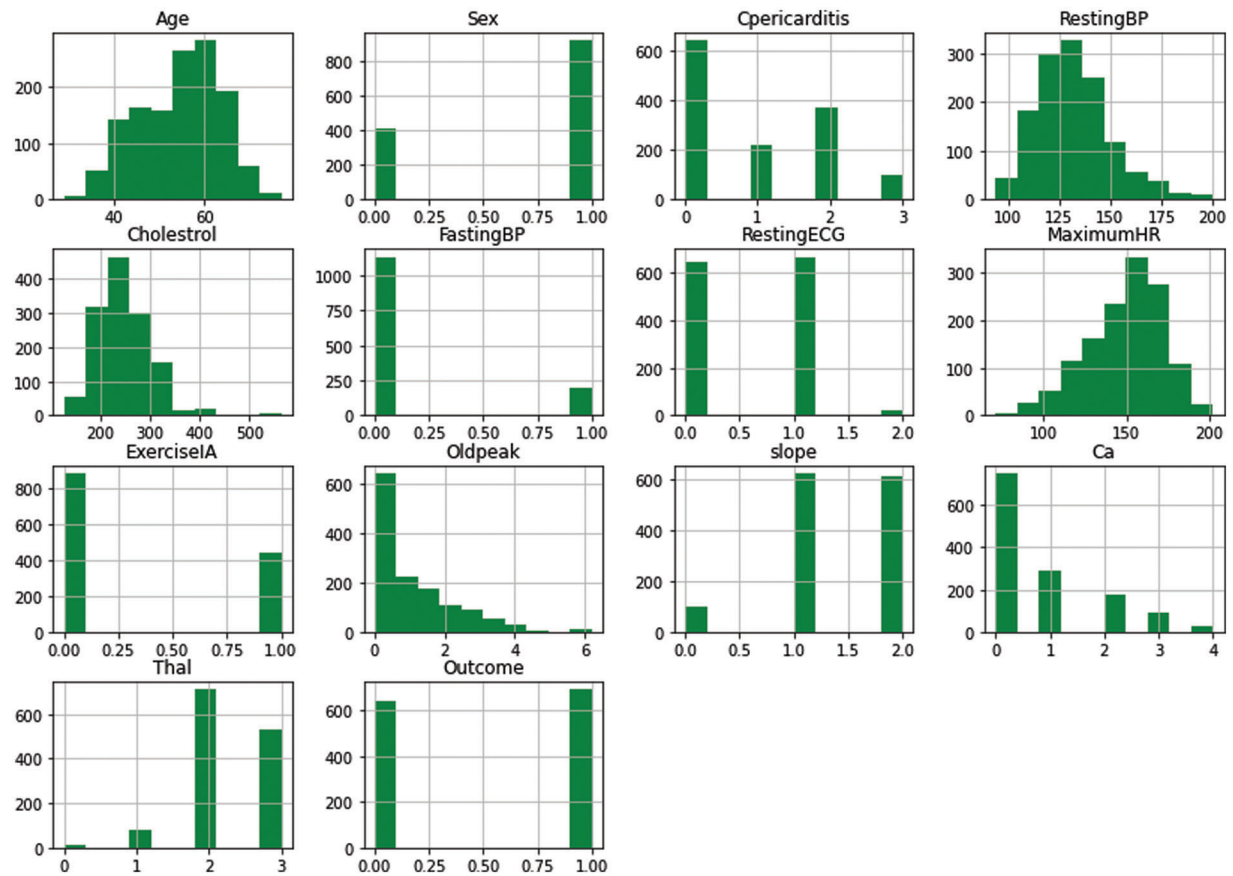 Age
200
100
0
40 60
Sex
800
600
400
200
0
0.00 0.25 0.50 0.75 1.00
Cpericarditis
600
400
200
0
0 1 2 3
RestingBP
300
200
100
0
100 125 150 175 200
Cholestrol
400
300
200
100
0
200 300 400 500
FastingBP
1000
750
500
250
0
0.00 0.25 0.50 0.75 1.00
RestingECG
600
400
200
0
0.0 0.5 1.0 1.5 2.0
MaximumHR
300
200
100
0
100 150 200
ExerciseIA
800
600
400
200
0
0.00 0.25 0.50 0.75 1.00
Oldpeak
600
400
200
0
0 2 4 6
slope
600
400
200
0
0.0 0.5 1.0 1.5 2.0
Ca
600
400
200
0
0 1 2 3 4
Thal
600
400
200
0
0 1 2 3
Outcome
600
400
200
0
0.00 0.25 0.50 0.75 1.00